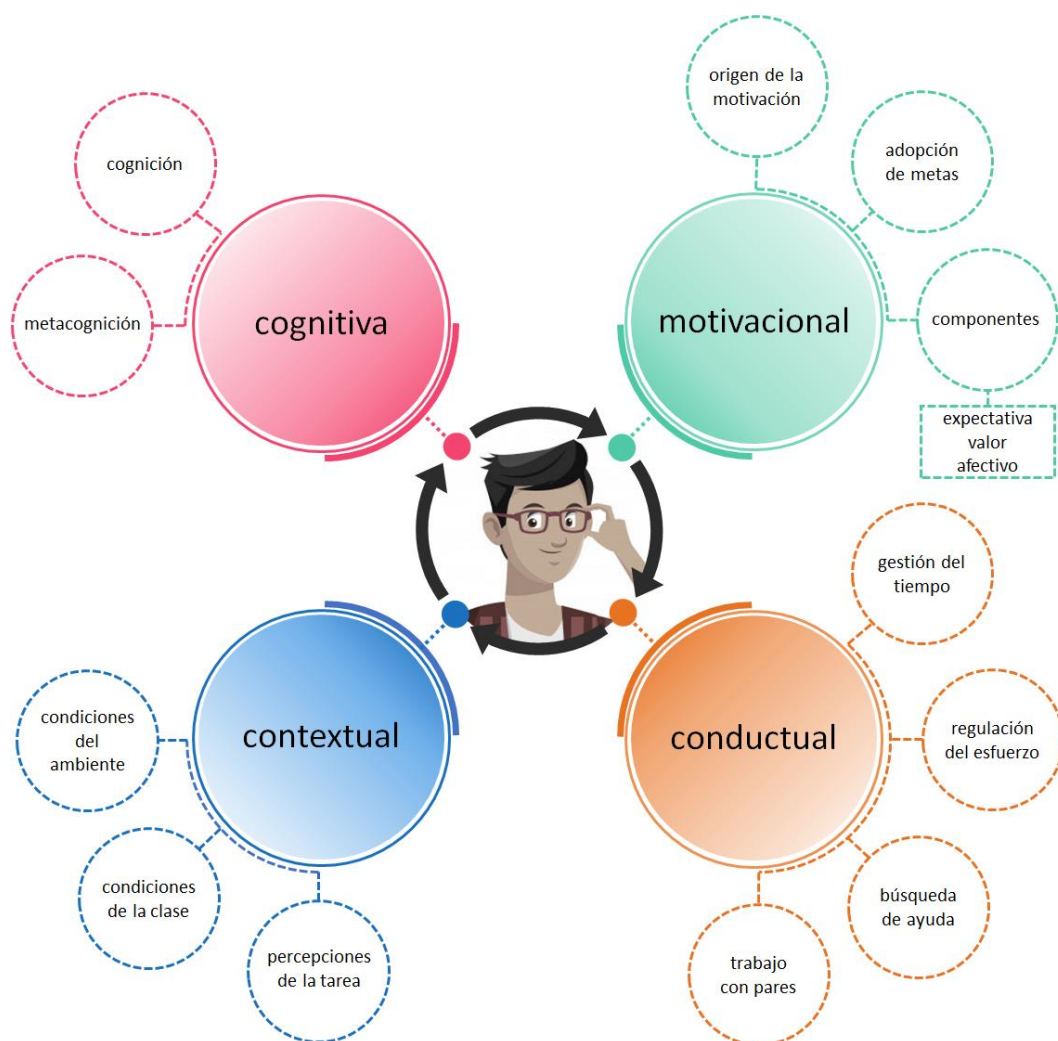 cognitiva
cognición
metacognición
motivacional
origen de la
motivación
adopción
de metas
componentes
expectativa
valor
afectivo
contextual
condiciones
del
ambiente
condiciones
de la clase
percepciones
de la tarea
conductual
gestión del
tiempo
regulación
del esfuerzo
búsqueda
de ayuda
trabajo
con pares